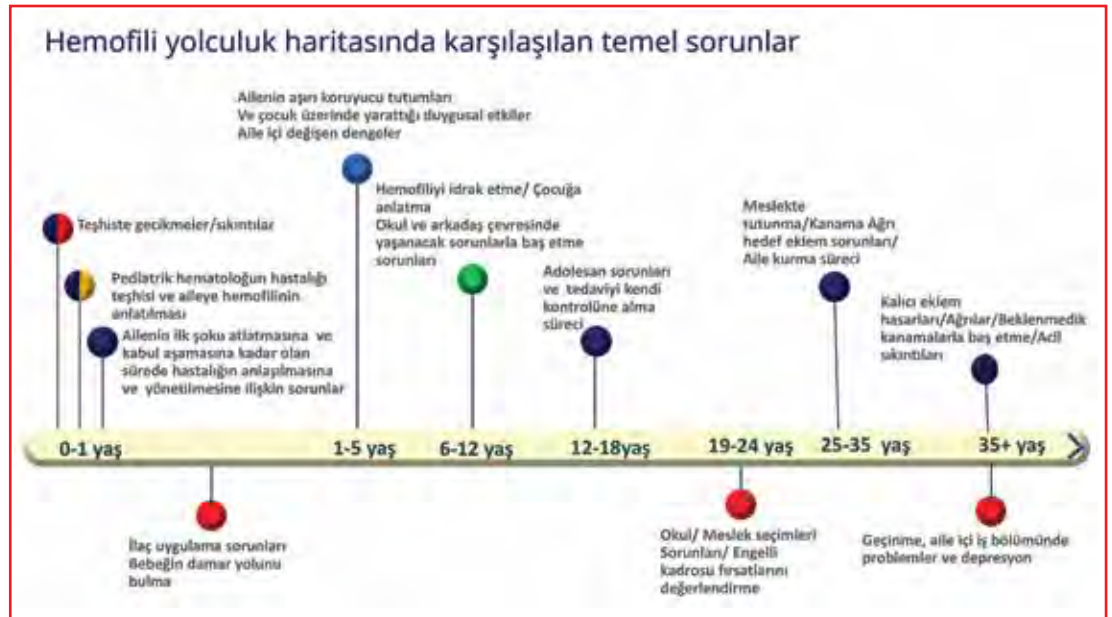 Hemofili yolculuk haritasında karşılaşılan temel sorunlar
Ailenin aşırı koruyucu tutumları
Ve çocuk üzerinde yarattığı duygusal etkiler
Aile içi değişen dengeler
Teşhiste gecikmeler/sıkıntılar
Pediatrik hematoloğun hastalığı
teşhisi ve aileye hemofilinin
anlatılması
Ailenin ilk şoku atlatmasına ve
kabul aşamasına kadar olan
sürede hastalığın anlaşılmasına
ve yönetilmesine ilişkin sorunlar
Hemofiliyi idrak etme/ Çocuğa
anlatma
Okul ve arkadaş çevresinde
yaşanacak sorunlarla baş etme
sorunları
Adolesan sorunları
ve tedaviyi kendi
kontrolüne alma
süreci
Meslekte
tutunma/Kanama Ağrı
hedef eklem sorunları/
Aile kurma süreci
Kalıcı eklem
hasarları/Ağrılar/Beklenmedik
kanamalarla baş etme/Acil
sıkıntıları
0-1 yaş
1-5 yaş
6-12 yaş
12-18yaş
19-24 yaş
25-35 yaş
35+ yaş
İlaç uygulama sorunları
Bebeğin damar yolunu
bulma
Okul/ Meslek seçimleri
Sorunları/ Engelli
kadrosu fırsatlarını
değerlendirme
Geçinme, aile içi iş bölümünde
problemler ve depresyon